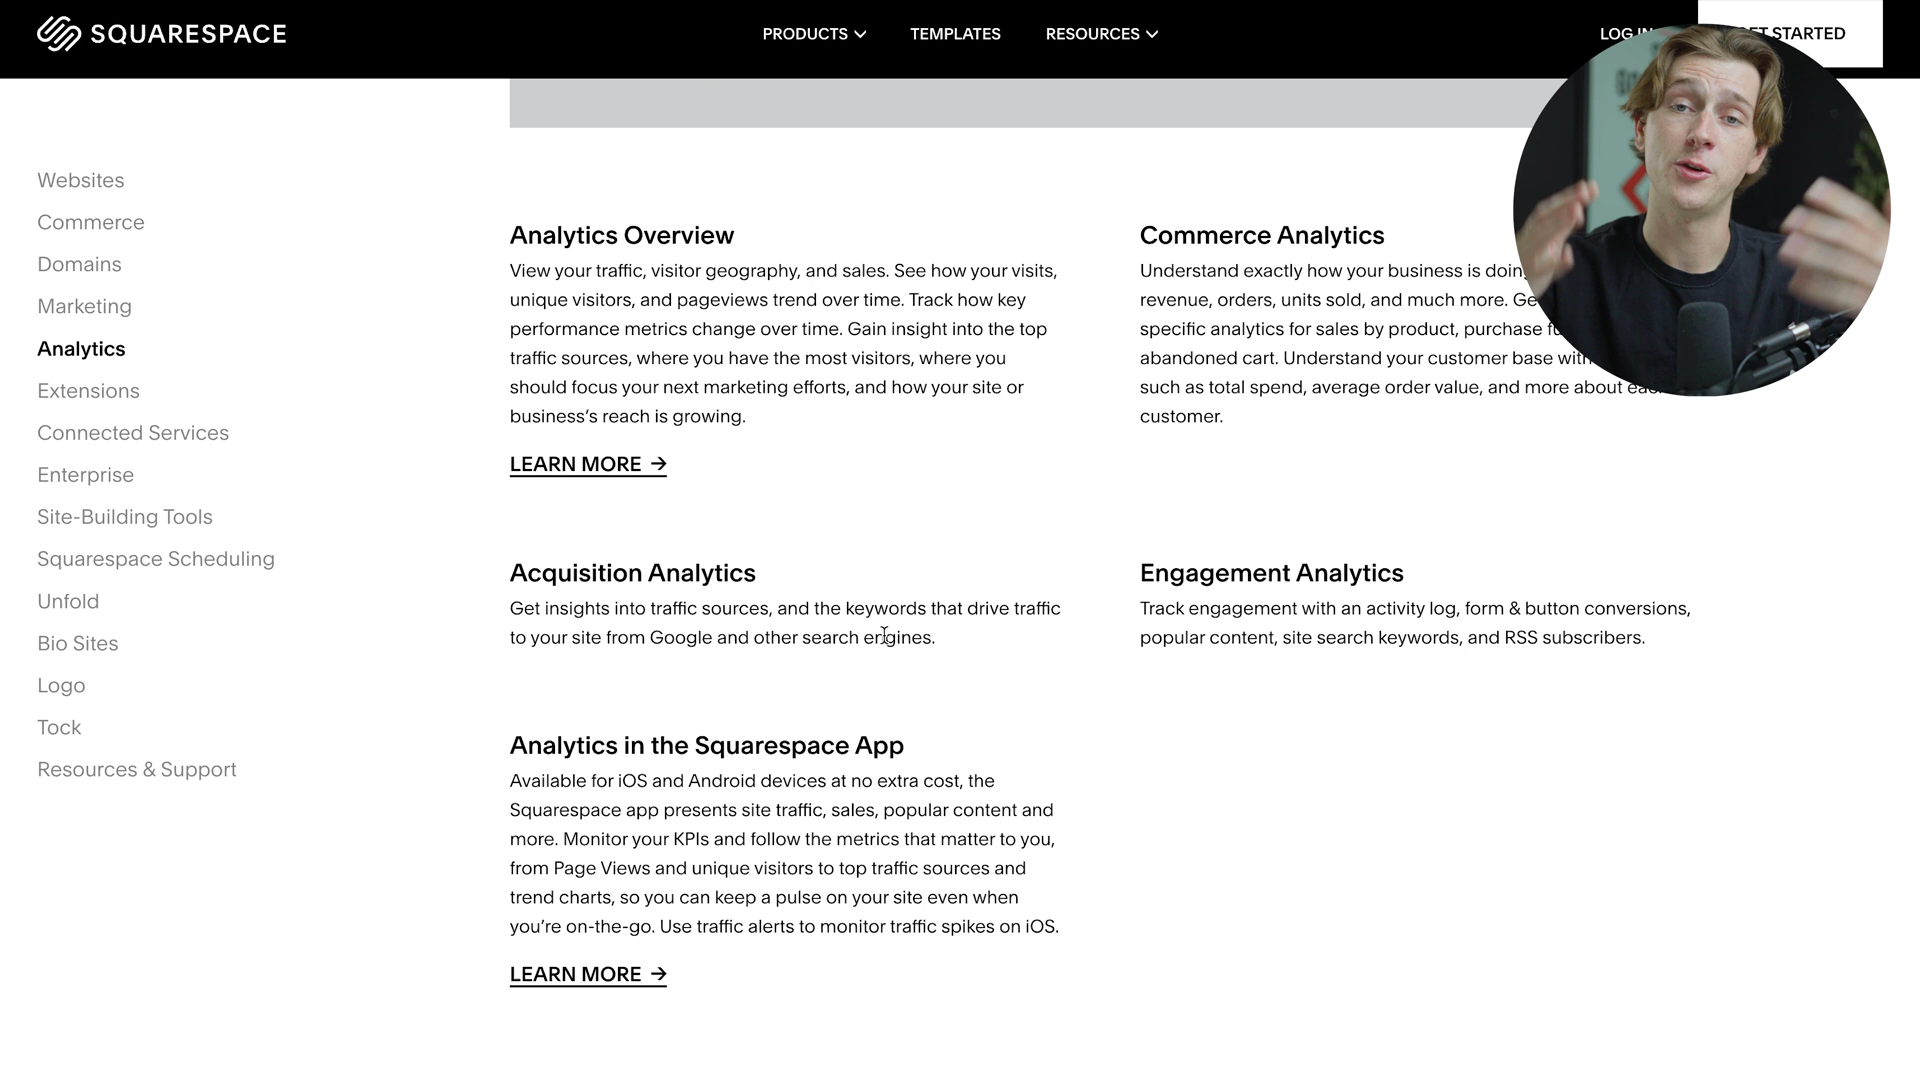 SQUARESPACE
PRODUCTS
TEMPLATES
RESOURCES
LOG IN
STARTED
Websites
Commerce
Domains
Marketing
Analytics
Extensions
Connected Services
Enterprise
Site-Building Tools
Squarespace Scheduling
Unfold
Bio Sites
Logo
Tock
Resources & Support
Analytics Overview
View your traffic, visitor geography, and sales. See how your visits,
unique visitors, and pageviews trend over time. Track how key
performance metrics change over time. Gain insight into the top
traffic sources, where you have the most visitors, where you
should focus your next marketing efforts, and how your site or
business’s reach is growing.
LEARN MORE →
Commerce Analytics
Understand exactly how your business is doing
revenue, orders, units sold, and much more.
specific analytics for sales by product, purchase
abandoned cart. Understand your customer base with
such as total spend, average order value, and more about
customer.
Acquisition Analytics
Get insights into traffic sources, and the keywords that drive traffic
to your site from Google and other search engines.
Engagement Analytics
Track engagement with an activity log, form & button conversions,
popular content, site search keywords, and RSS subscribers.
Analytics in the Squarespace App
Available for iOS and Android devices at no extra cost, the
Squarespace app presents site traffic, sales, popular content and
more. Monitor your KPIs and follow the metrics that matter to you,
from Page Views and unique visitors to top traffic sources and
trend charts, so you can keep a pulse on your site even when
you’re on-the-go. Use traffic alerts to monitor traffic spikes on iOS.
LEARN MORE →